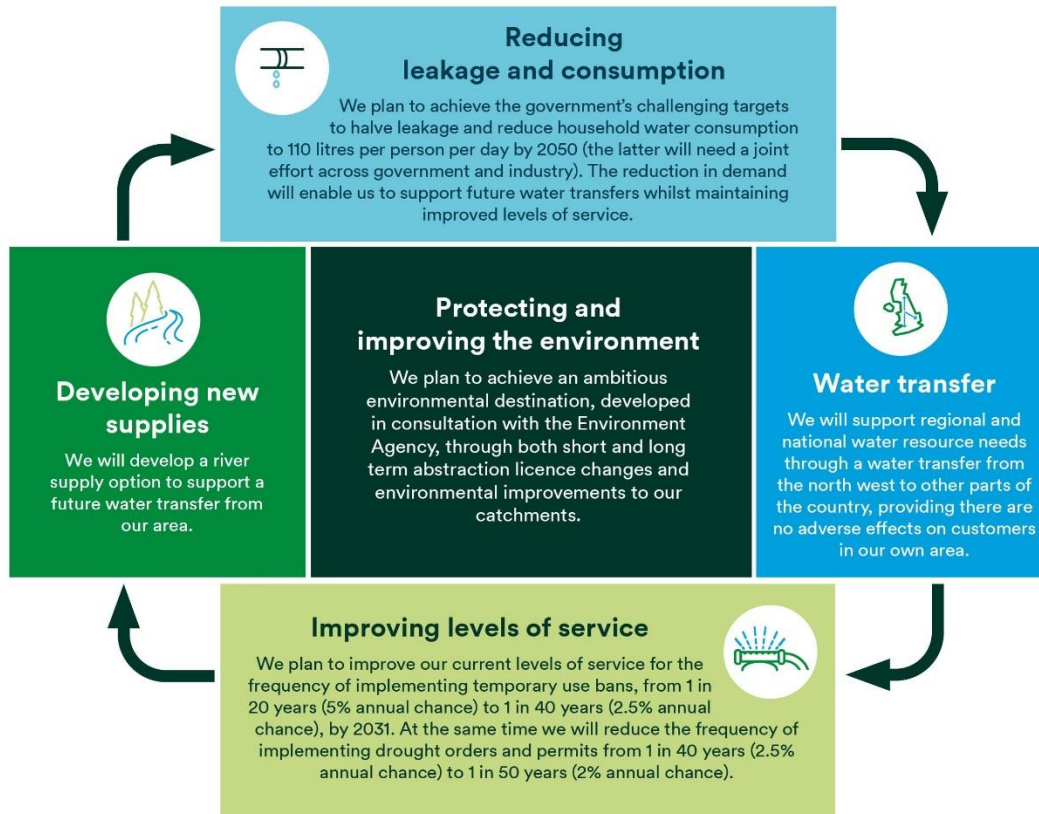 Reducing
leakage and consumption
We plan to achieve the government's challenging targets
to halve leakage and reduce household water consumption
to 110 litres per person per day by 2050 (the latter will need a joint
effort across government and industry). The reduction in demand
will enable us to support future water transfers whilst maintaining
improved levels of service.
Developing new
supplies
We will develop a river
supply option to support a
future water transfer from
our area.
Protecting and
improving the environment
We plan to achieve an ambitious
environmental destination, developed
in consultation with the Environment
Agency, through both short and long
term abstraction licence changes and
environmental improvements to our
catchments.
Water transfer
We will support regional and
national water resource needs
through a water transfer from
the north west to other parts of
the country, providing there are
no adverse effects on customers
in our own area.
Improving levels of service
We plan to improve our current levels of service for the
frequency of implementing temporary use bans, from 1 in
20 years (5% annual chance) to 1 in 40 years (2.5% annual
chance), by 2031. At the same time we will reduce the frequency of
implementing drought orders and permits from 1 in 40 years (2.5%
annual chance) to 1 in 50 years (2% annual chance).